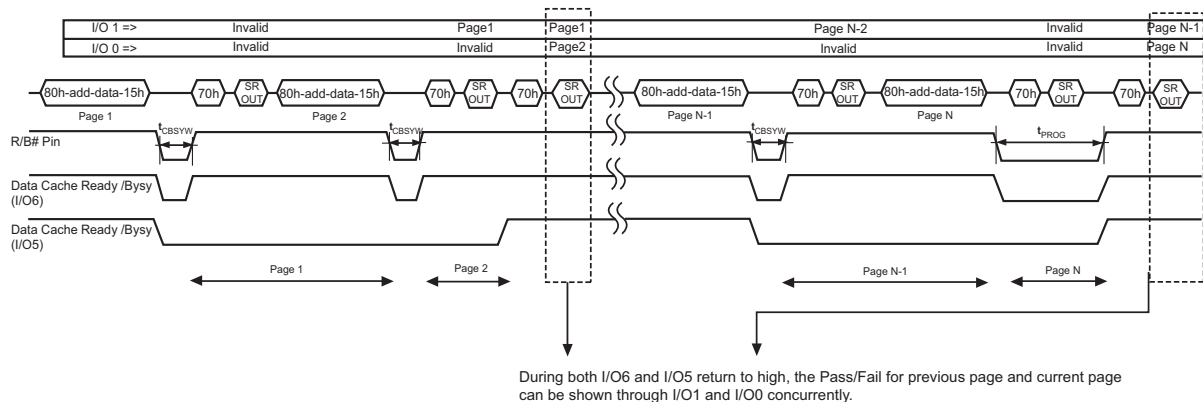 I/O 1 => Invalid Page1 Page1 Page N-2 Invalid Page N-1
I/O 0 => Invalid Invalid Page2 Invalid Invalid Page N
80h-add-data-15h 70h SR OUT 80h-add-data-15h 70h SR OUT 70h SR OUT 80h-add-data-15h 70h SR OUT 80h-add-data-15h 70h SR OUT 70h SR OUT
Page 1 Page 2 Page N-1 Page N
R/B# Pin tCBSYW tCBSYW tCBSYW tPROG
Data Cache Ready /Bysy
(I/O6)
Data Cache Ready /Bysy
(I/O5)
Page 1 Page 2 Page N-1 Page N
During both I/O6 and I/O5 return to high, the Pass/Fail for previous page and current page
can be shown through I/O1 and I/O0 concurrently.